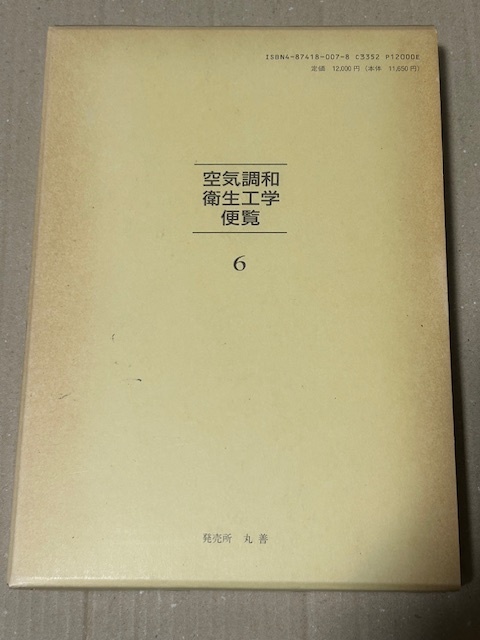 ISBN4-87418-007-8 C3352 P12000E
定価 12,000円 (本体 11,650円)
空気調和
衛生工学
便覧
6
発売所 丸善